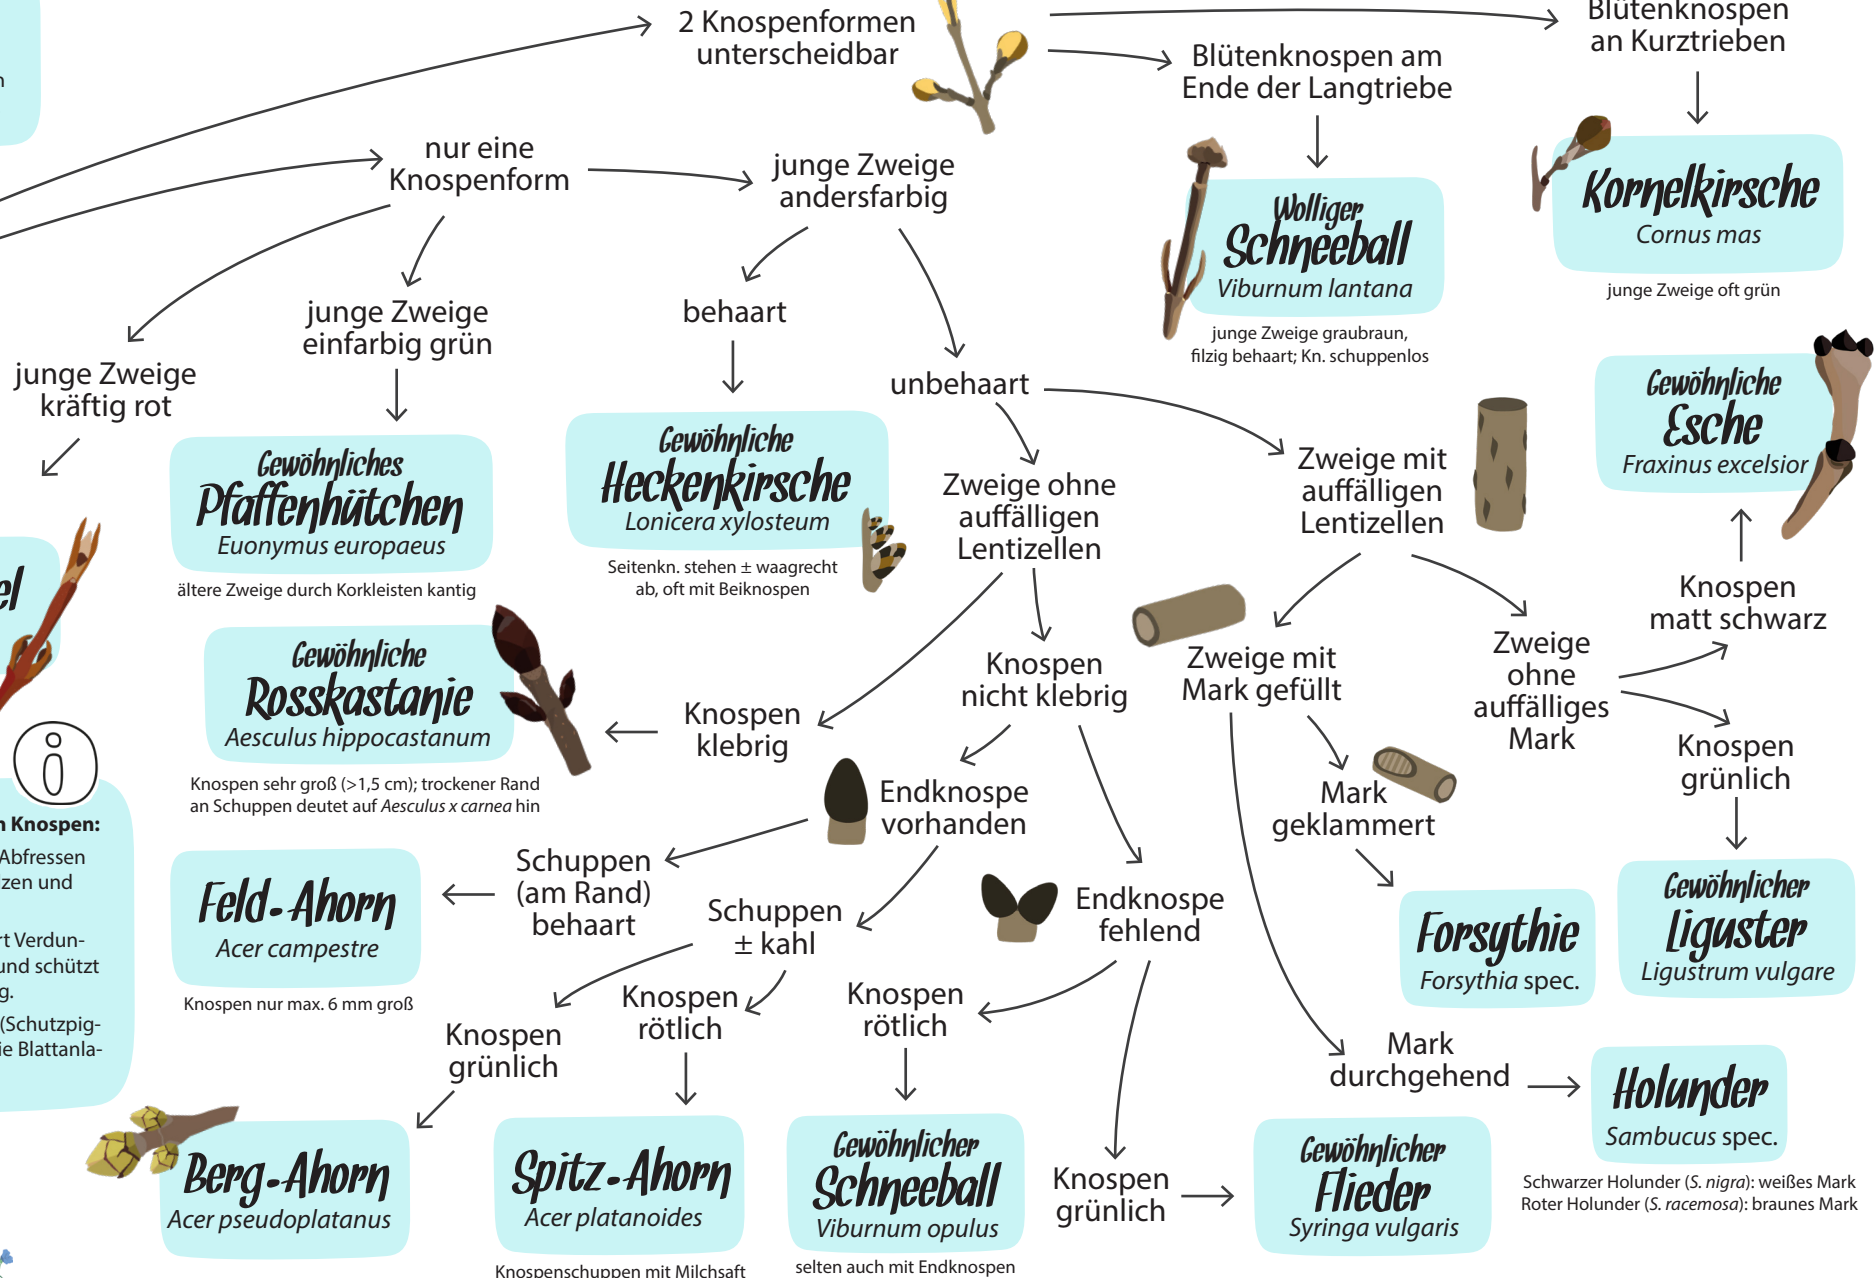 2 Knospenformen
unterscheidbar
Blütenknospen
an Kurztrieben
Blütenknospen am
Ende der Langtriebe
nur eine
Knospenform
junge Zweige
andersfarbig
Wolliger
Schneeball
Viburnum lantana
junge Zweige graubraun,
filzig behaart; Kn. schuppenlos
Kornelkirsche
Cornus mas
junge Zweige oft grün
junge Zweige
kräftig rot
junge Zweige
einfarbig grün
behaart
unbehaart
Gewöhnliches
Pfaffenhütchen
Euonymus europaeus
ältere Zweige durch Korkleisten kantig
Gewöhnliche
Heckenkirsche
Lonicera xylosteum
Seitenkn. stehen ± waagrecht
ab, oft mit Beiknospen
Zweige ohne
auffälligen
Lentizellen
Zweige mit
auffälligen
Lentizellen
Gewöhnliche
Esche
Fraxinus excelsior
Knospen
matt schwarz
el
Gewöhnliche
Rosskastanie
Aesculus hippocastanum
Knospen sehr groß (>1,5 cm); trockener Rand
an Schuppen deutet auf Aesculus x carnea hin
Knospen
klebrig
Knospen
nicht klebrig
Zweige mit
Mark gefüllt
Zweige
ohne
auffälliges
Mark
Knospen
grünlich
Mark
geklammert
Endknospe
vorhanden
n Knospen:
Abfressen
lzen und
rt Verdun-
und schützt
g.
(Schutzpig-
ie Blattanla-
Feld-Ahorn
Acer campestre
Knospen nur max. 6 mm groß
Schuppen
(am Rand)
behaart
Schuppen
± kahl
Endknospe
fehlend
Forsythie
Forsythia spec.
Gewöhnlicher
Liguster
Ligustrum vulgare
Knospen
grünlich
Knospen
rötlich
Knospen
rötlich
Mark
durchgehend
Holunder
Sambucus spec.
Schwarzer Holunder (S. nigra): weißes Mark
Roter Holunder (S. racemosa): braunes Mark
Berg-Ahorn
Acer pseudoplatanus
Spitz-Ahorn
Acer platanoides
Knospenschuppen mit Milchsaft
Gewöhnlicher
Schneeball
Viburnum opulus
selten auch mit Endknospen
Knospen
grünlich
Gewöhnlicher
Flieder
Syringa vulgaris